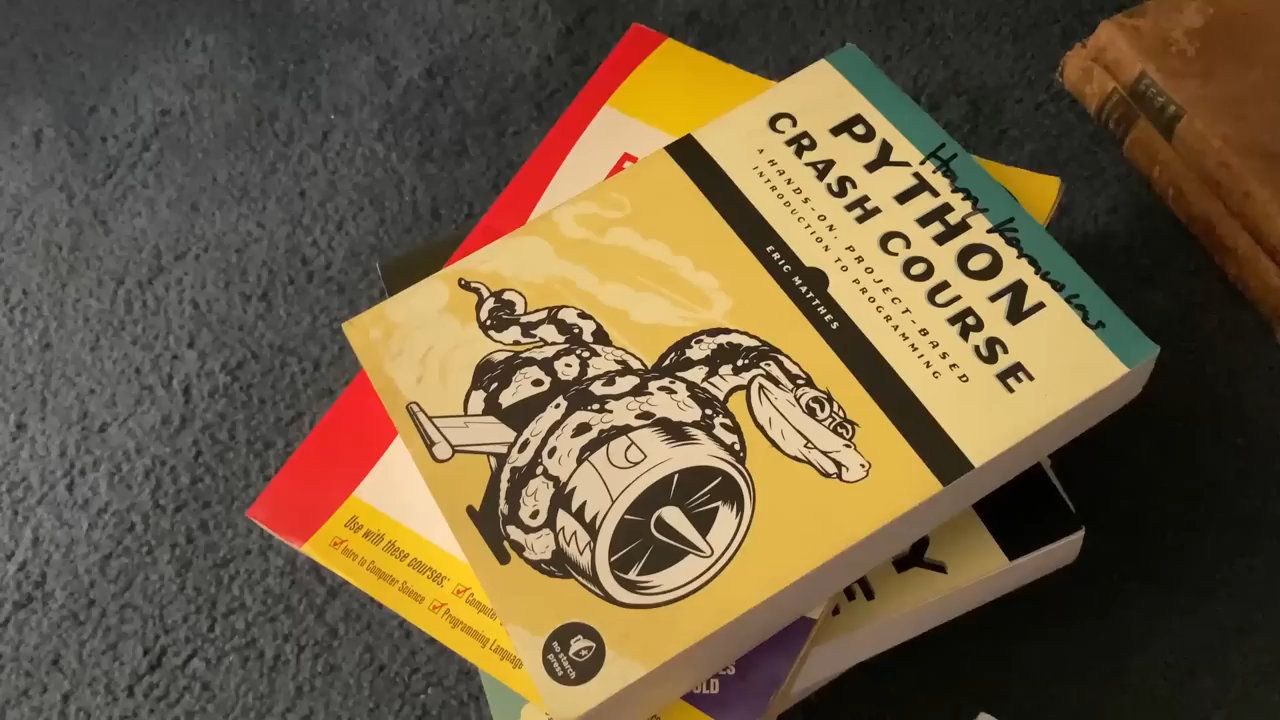 PYTHON
CRASH COURSE
A HANDS-ON, PROJECT-BASED
INTRODUCTION TO PROGRAMMING
ERIC MATTHES
no starch
press
Use with these courses:
Intro to Computer Science
Programming Language